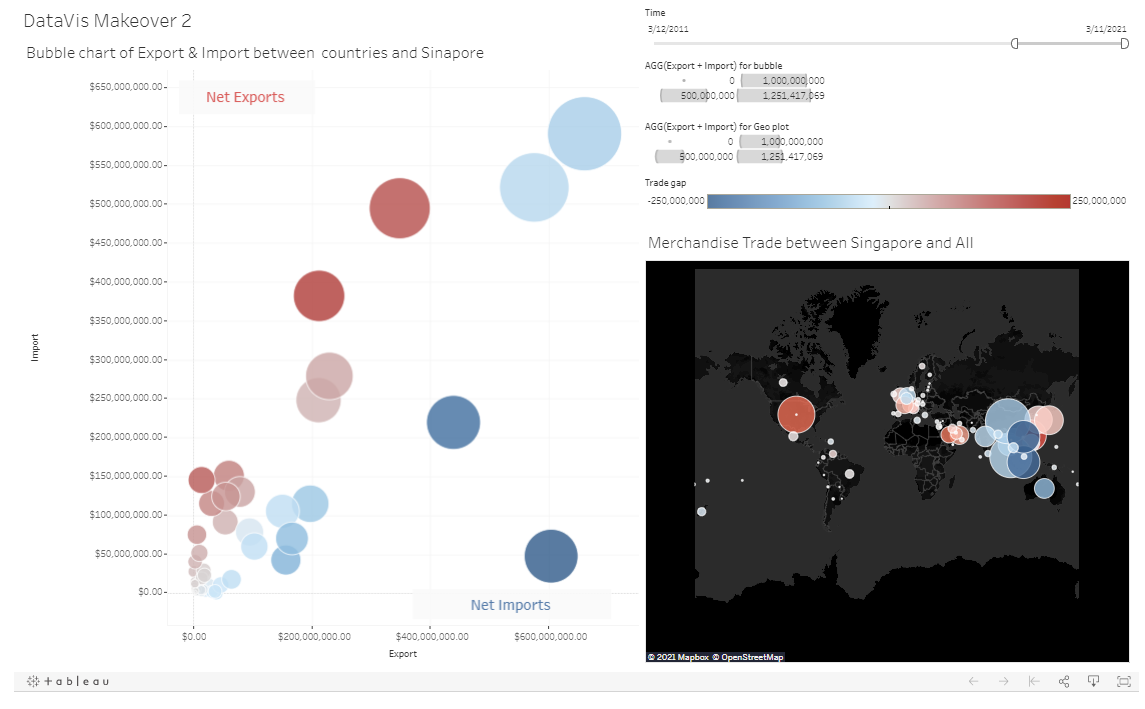 DataVis Makeover 2
Bubble chart of Export & Import between countries and Sinapore
Net Exports
$650,000,000.00
$600,000,000.00
$550,000,000.00
$500,000,000.00
$450,000,000.00
$400,000,000.00
$350,000,000.00
$300,000,000.00
$250,000,000.00
$200,000,000.00
$150,000,000.00
$100,000,000.00
$50,000,000.00
$0.00
Import
Net Imports
$0.00 $200,000,000.00 $400,000,000.00 $600,000,000.00
Export
Time
3/12/2011 3/11/2021
AGG(Export + Import) for bubble
0 1,000,000,000
500,000,000 1,251,417,069
AGG(Export + Import) for Geo plot
0 1,000,000,000
500,000,000 1,251,417,069
Trade gap
-250,000,000 250,000,000
Merchandise Trade between Singapore and All
© 2021 Mapbox © OpenStreetMap
+ a b l e a u